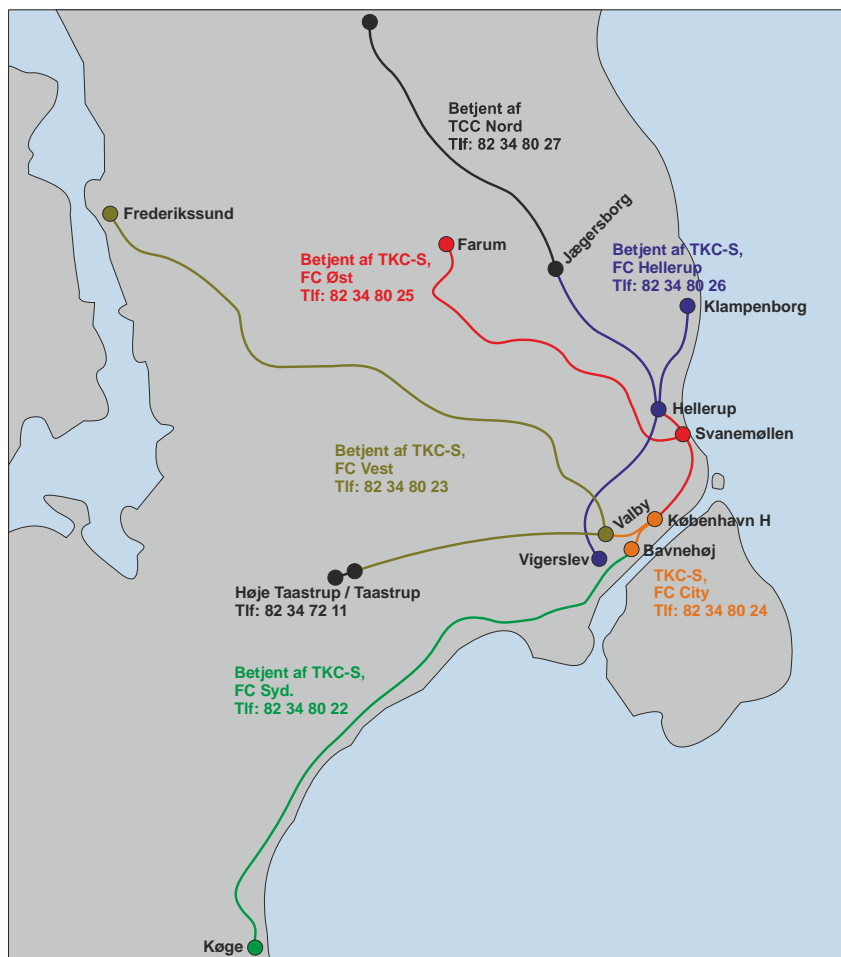 Betjent af
TCC Nord
Tlf: 82 34 80 27
Frederikssund
Farum
Jægersborg
Betjent af TKC-S,
FC Øst
Tlf: 82 34 80 25
Betjent af TKC-S,
FC Hellerup
Tlf: 82 34 80 26
Klampenborg
Hellerup
Svanemøllen
Betjent af TKC-S,
FC Vest
Tlf: 82 34 80 23
Valby
København H
Vigerslev
Bavnehøj
Høje Taastrup / Taastrup
Tlf: 82 34 72 11
TKC-S,
FC City
Tlf: 82 34 80 24
Betjent af TKC-S,
FC Syd.
Tlf: 82 34 80 22
Køge